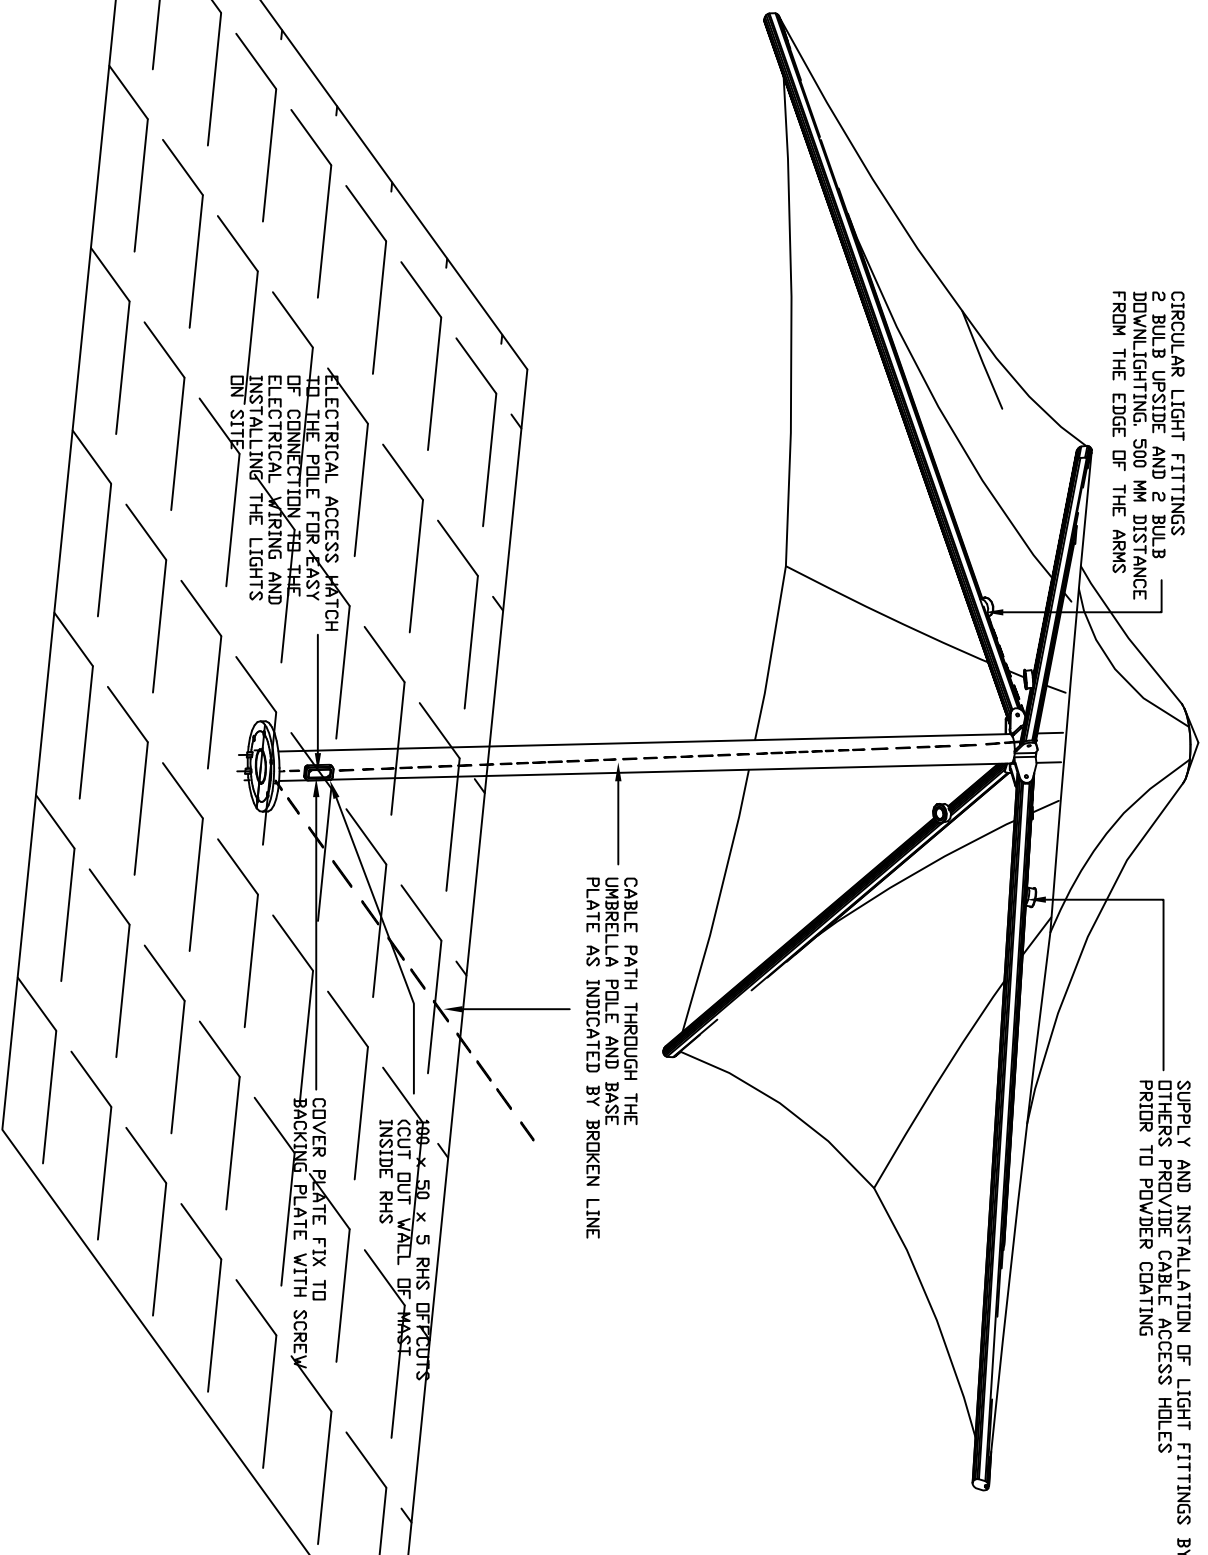 CIRCULAR LIGHT FITTINGS
2 BULB UPSIDE AND 2 BULB
DOWNLIGHTING. 500 MM DISTANCE
FROM THE EDGE OF THE ARMS
SUPPLY AND INSTALLATION OF LIGHT FITTINGS BY
OTHERS PROVIDE CABLE ACCESS HOLES
PRIOR TO POWDER COATING
CABLE PATH THROUGH THE
UMBRELLA POLE AND BASE
PLATE AS INDICATED BY BROKEN LINE
ELECTRICAL ACCESS HATCH
TO THE POLE FOR EASY
OF CONNECTION TO THE
ELECTRICAL WIRING AND
INSTALLING THE LIGHTS
ON SITE
100 x 50 x 5 RHS OFFCUTS
(CUT OUT WALL OF MAST
INSIDE RHS
COVER PLATE FIX TO
BACKING PLATE WITH SCREW